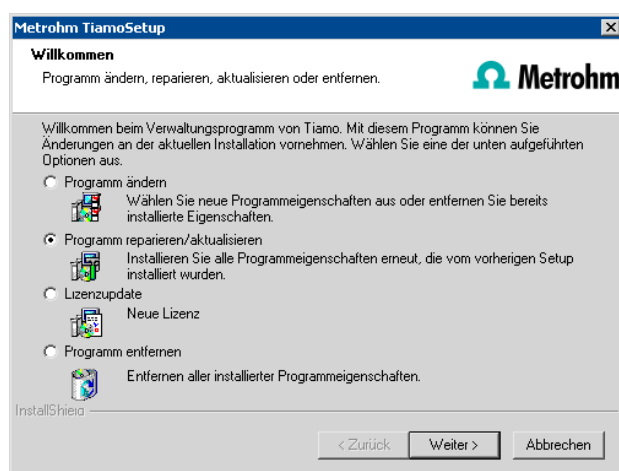 Metrohm TiamoSetup
Willkommen
Programm ändern, reparieren, aktualisieren oder entfernen.
Metrohm
Willkommen beim Verwaltungsprogramm von Tiamo. Mit diesem Programm können Sie
Änderungen an der aktuellen Installation vornehmen. Wählen Sie eine der unten aufgeführten
Optionen aus.
Programm ändern
Wählen Sie neue Programmeigenschaften aus oder entfernen Sie bereits
installierte Eigenschaften.
Programm reparieren/aktualisieren
Installieren Sie alle Programmeigenschaften erneut, die vom vorherigen Setup
installiert wurden.
Lizenzupdate
Neue Lizenz
Programm entfernen
Entfernen aller installierter Programmeigenschaften.
InstallShield
< Zurück Weiter > Abbrechen